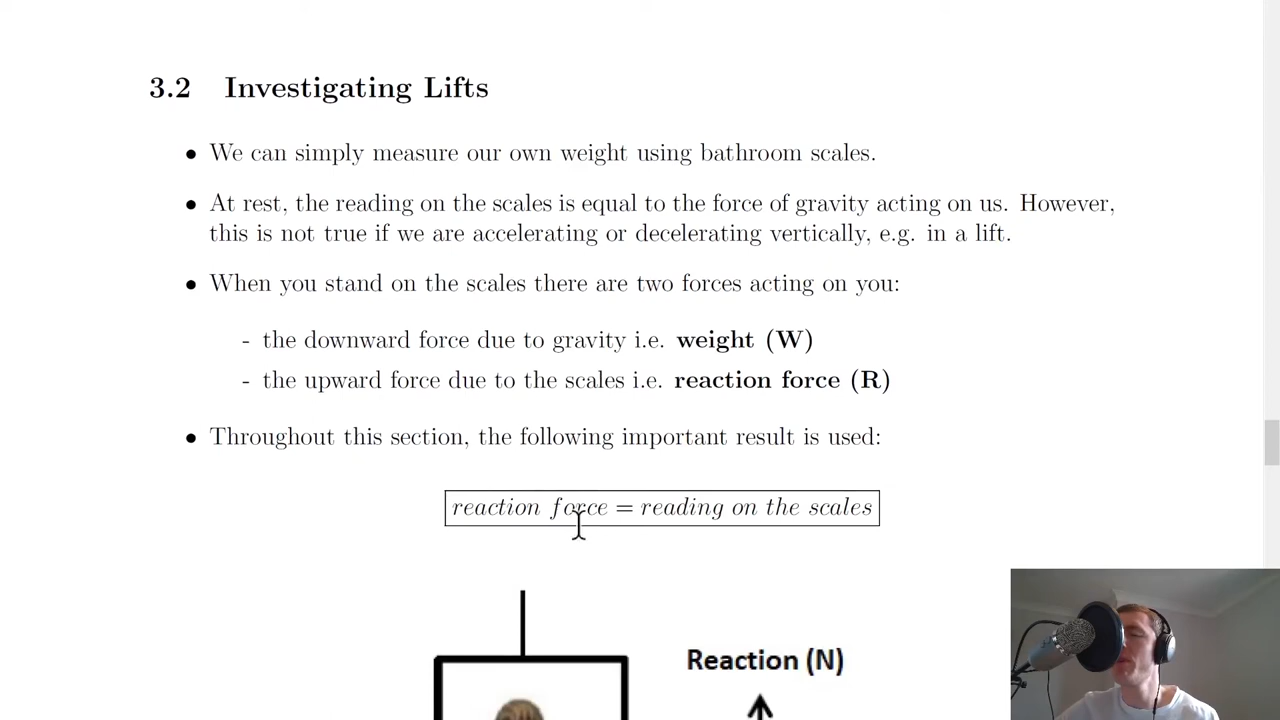 3.2 Investigating Lifts
• We can simply measure our own weight using bathroom scales.
• At rest, the reading on the scales is equal to the force of gravity acting on us. However,
this is not true if we are accelerating or decelerating vertically, e.g. in a lift.
• When you stand on the scales there are two forces acting on you:
- the downward force due to gravity i.e. weight (W)
- the upward force due to the scales i.e. reaction force (R)
• Throughout this section, the following important result is used:
reaction force = reading on the scales
Reaction (N)